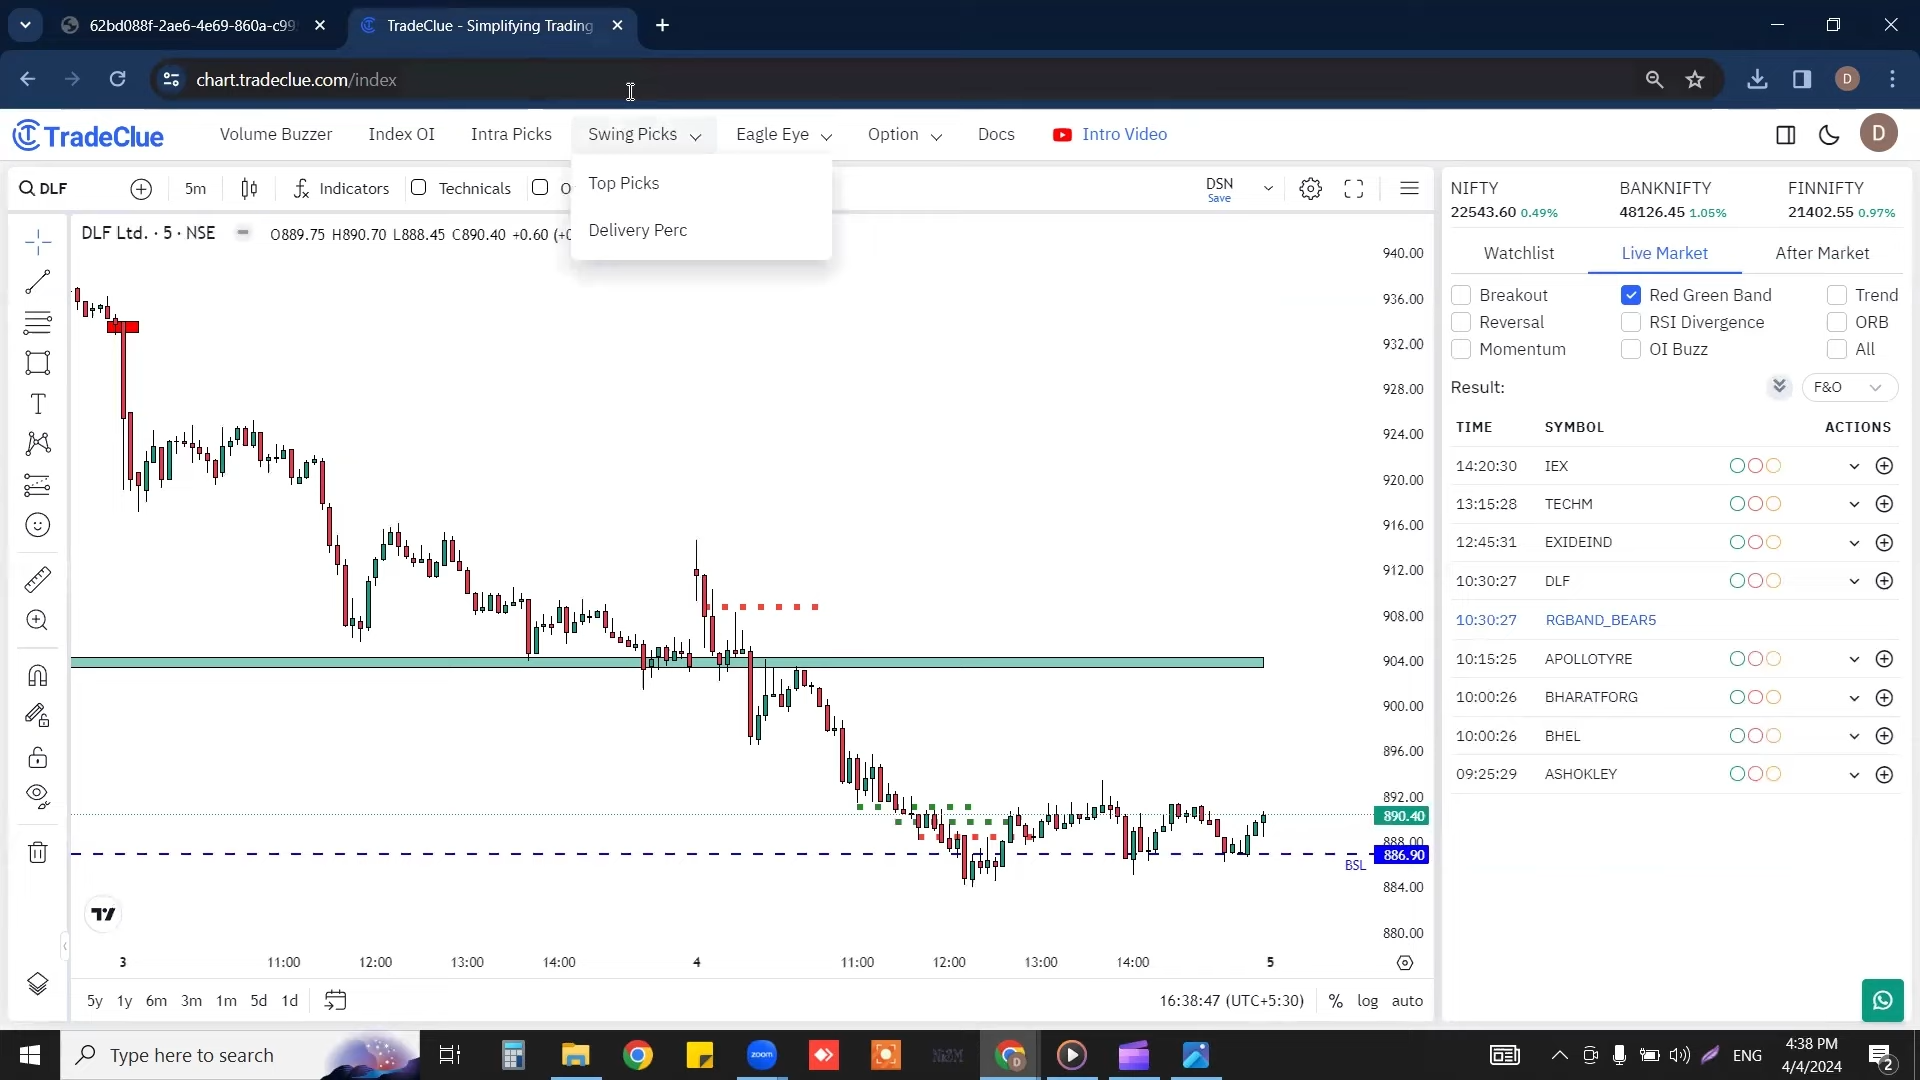 62bd088f-2ae6-4e69-860a-c99
TradeClue - Simplifying Trading
chart.tradeclue.com/index
TradeClue
Volume Buzzer
Index OI
Intra Picks
Swing Picks
Eagle Eye
Option
Docs
Intro Video
D
Top Picks
Delivery Perc
DLF
5m
Indicators
Technicals
DSN
Save
DLF Ltd. · 5 · NSE
O889.75 H890.70 L888.45 C890.40 +0.60
940.00
936.00
932.00
928.00
924.00
920.00
916.00
912.00
908.00
904.00
900.00
896.00
892.00
890.40
888.00
886.90
BSL
884.00
880.00
3 11:00 12:00 13:00 14:00 4 11:00 12:00 13:00 14:00 5
5y 1y 6m 3m 1m 5d 1d
16:38:47 (UTC+5:30) % log auto
NIFTY BANKNIFTY FINNIFTY
22543.60 0.49% 48126.45 1.05% 21402.55 0.97%
Watchlist Live Market After Market
Breakout Red Green Band Trend
Reversal RSI Divergence ORB
Momentum OI Buzz All
Result: F&O
TIME SYMBOL ACTIONS
14:20:30 IEX
13:15:28 TECHM
12:45:31 EXIDEIND
10:30:27 DLF
10:30:27 RGBAND_BEAR5
10:15:25 APOLLOTYRE
10:00:26 BHARATFORG
10:00:26 BHEL
09:25:29 ASHOKLEY
Type here to search
zoom
ENG
4:38 PM
4/4/2024
2